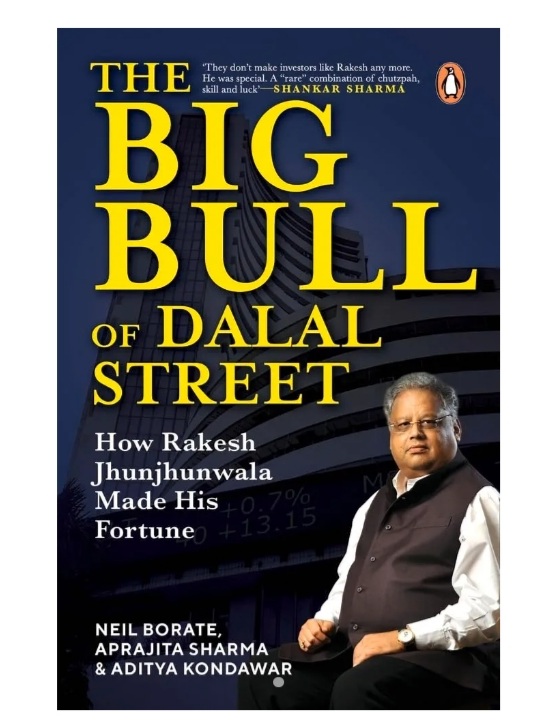 THE
'They don't make investors like Rakesh any more.
He was special. A "rare" combination of chutzpah,
skill and luck'—SHANKAR SHARMA
BIG
BULL
OF DALAL
STREET
How Rakesh
Jhunjhunwala
Made His
Fortune
+0.7%
+13.15
NEIL BORATE,
APRAJITA SHARMA
& ADITYA KONDAWAR